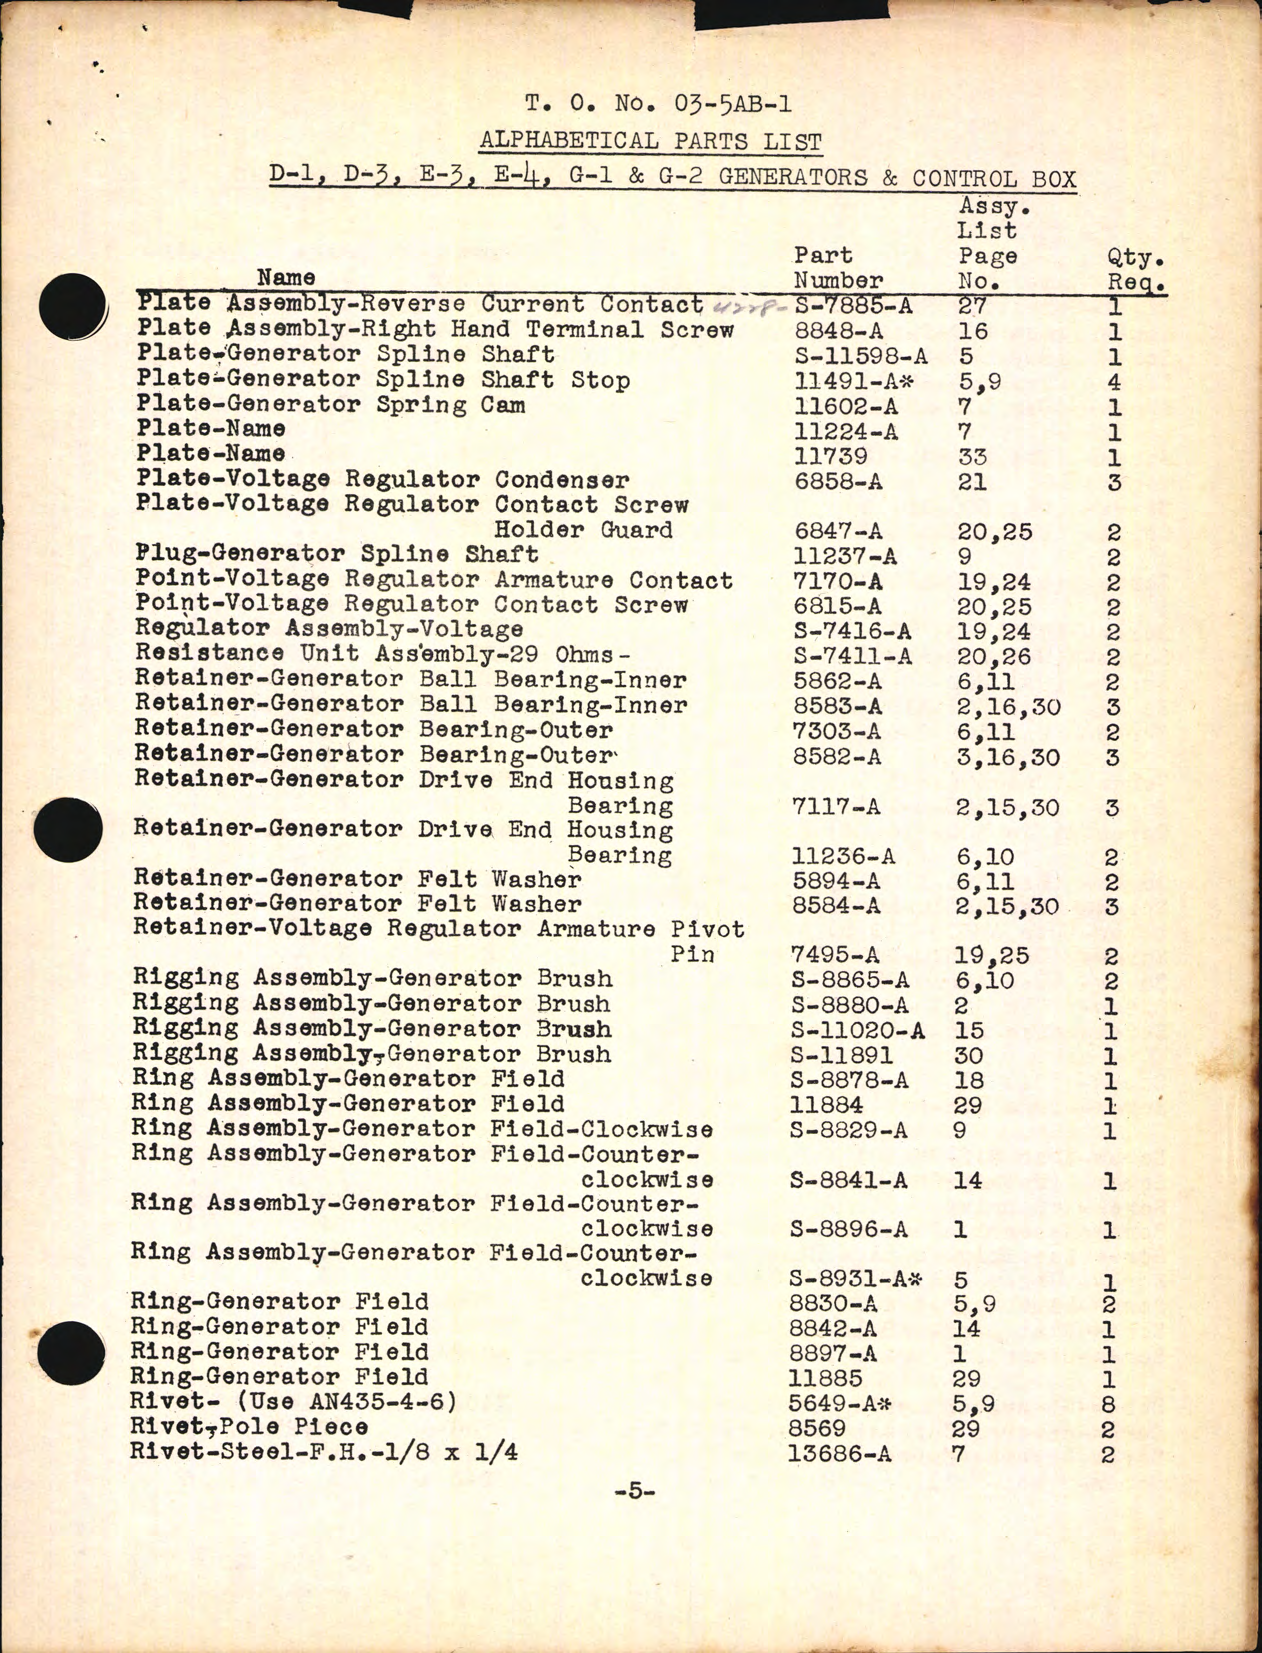 T. O. No. 03-5AB-1
ALPHABETICAL PARTS LIST
D-1, D-3, E-3, E-4, G-1 & G-2 GENERATORS & CONTROL BOX
Assy.
List
Part Page Qty.
Name Number No. Req.
Plate Assembly-Reverse Current Contact S-7885-A 27 1
Plate Assembly-Right Hand Terminal Screw 8848-A 16 1
Plate-Generator Spline Shaft S-11598-A 5 1
Plate-Generator Spline Shaft Stop 11491-A* 5,9 4
Plate-Generator Spring Cam 11602-A 7 1
Plate-Name 11224-A 7 1
Plate-Name 11739 33 1
Plate-Voltage Regulator Condenser 6858-A 21 3
Plate-Voltage Regulator Contact Screw
Holder Guard 6847-A 20,25 2
Plug-Generator Spline Shaft 11237-A 9 2
Point-Voltage Regulator Armature Contact 7170-A 19,24 2
Point-Voltage Regulator Contact Screw 6815-A 20,25 2
Regulator Assembly-Voltage S-7416-A 19,24 2
Resistance Unit Assembly-29 Ohms- S-7411-A 20,26 2
Retainer-Generator Ball Bearing-Inner 5862-A 6,11 2
Retainer-Generator Ball Bearing-Inner 8583-A 2,16,30 3
Retainer-Generator Bearing-Outer 7303-A 6,11 2
Retainer-Generator Bearing-Outer 8582-A 3,16,30 3
Retainer-Generator Drive End Housing
Bearing 7117-A 2,15,30 3
Retainer-Generator Drive End Housing
Bearing 11236-A 6,10 2
Retainer-Generator Felt Washer 5894-A 6,11 2
Retainer-Generator Felt Washer 8584-A 2,15,30 3
Retainer-Voltage Regulator Armature Pivot
Pin 7495-A 19,25 2
Rigging Assembly-Generator Brush S-8865-A 6,10 2
Rigging Assembly-Generator Brush S-8880-A 2 1
Rigging Assembly-Generator Brush S-11020-A 15 1
Rigging Assembly-Generator Brush S-11891 30 1
Ring Assembly-Generator Field S-8878-A 18 1
Ring Assembly-Generator Field 11884 29 1
Ring Assembly-Generator Field-Clockwise S-8829-A 9 1
Ring Assembly-Generator Field-Counter-
clockwise S-8841-A 14 1
Ring Assembly-Generator Field-Counter-
clockwise S-8896-A 1 1
Ring Assembly-Generator Field-Counter-
clockwise S-8931-A* 5 1
Ring-Generator Field 8830-A 5,9 2
Ring-Generator Field 8842-A 14 1
Ring-Generator Field 8897-A 1 1
Ring-Generator Field 11885 29 1
Rivet- (Use AN435-4-6) 5649-A* 5,9 8
Rivet-Pole Piece 8569 29 2
Rivet-Steel-F.H.-1/8 x 1/4 13686-A 7 2
-5-